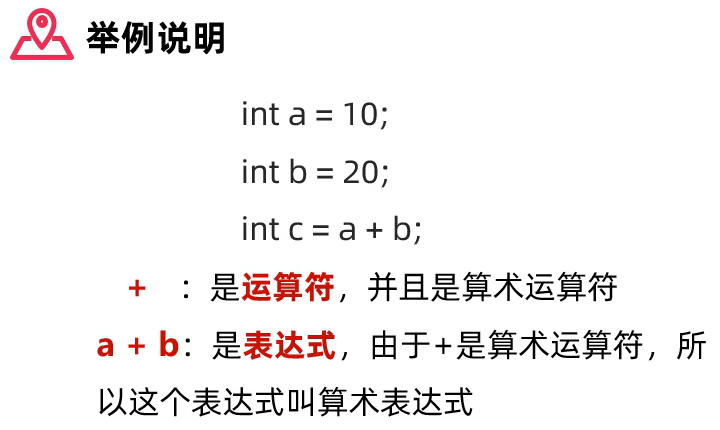 举例说明
int a = 10;
int b = 20;
int c = a + b;
+ ：是运算符，并且是算术运算符
a + b：是表达式，由于+是算术运算符，所
以这个表达式叫算术表达式